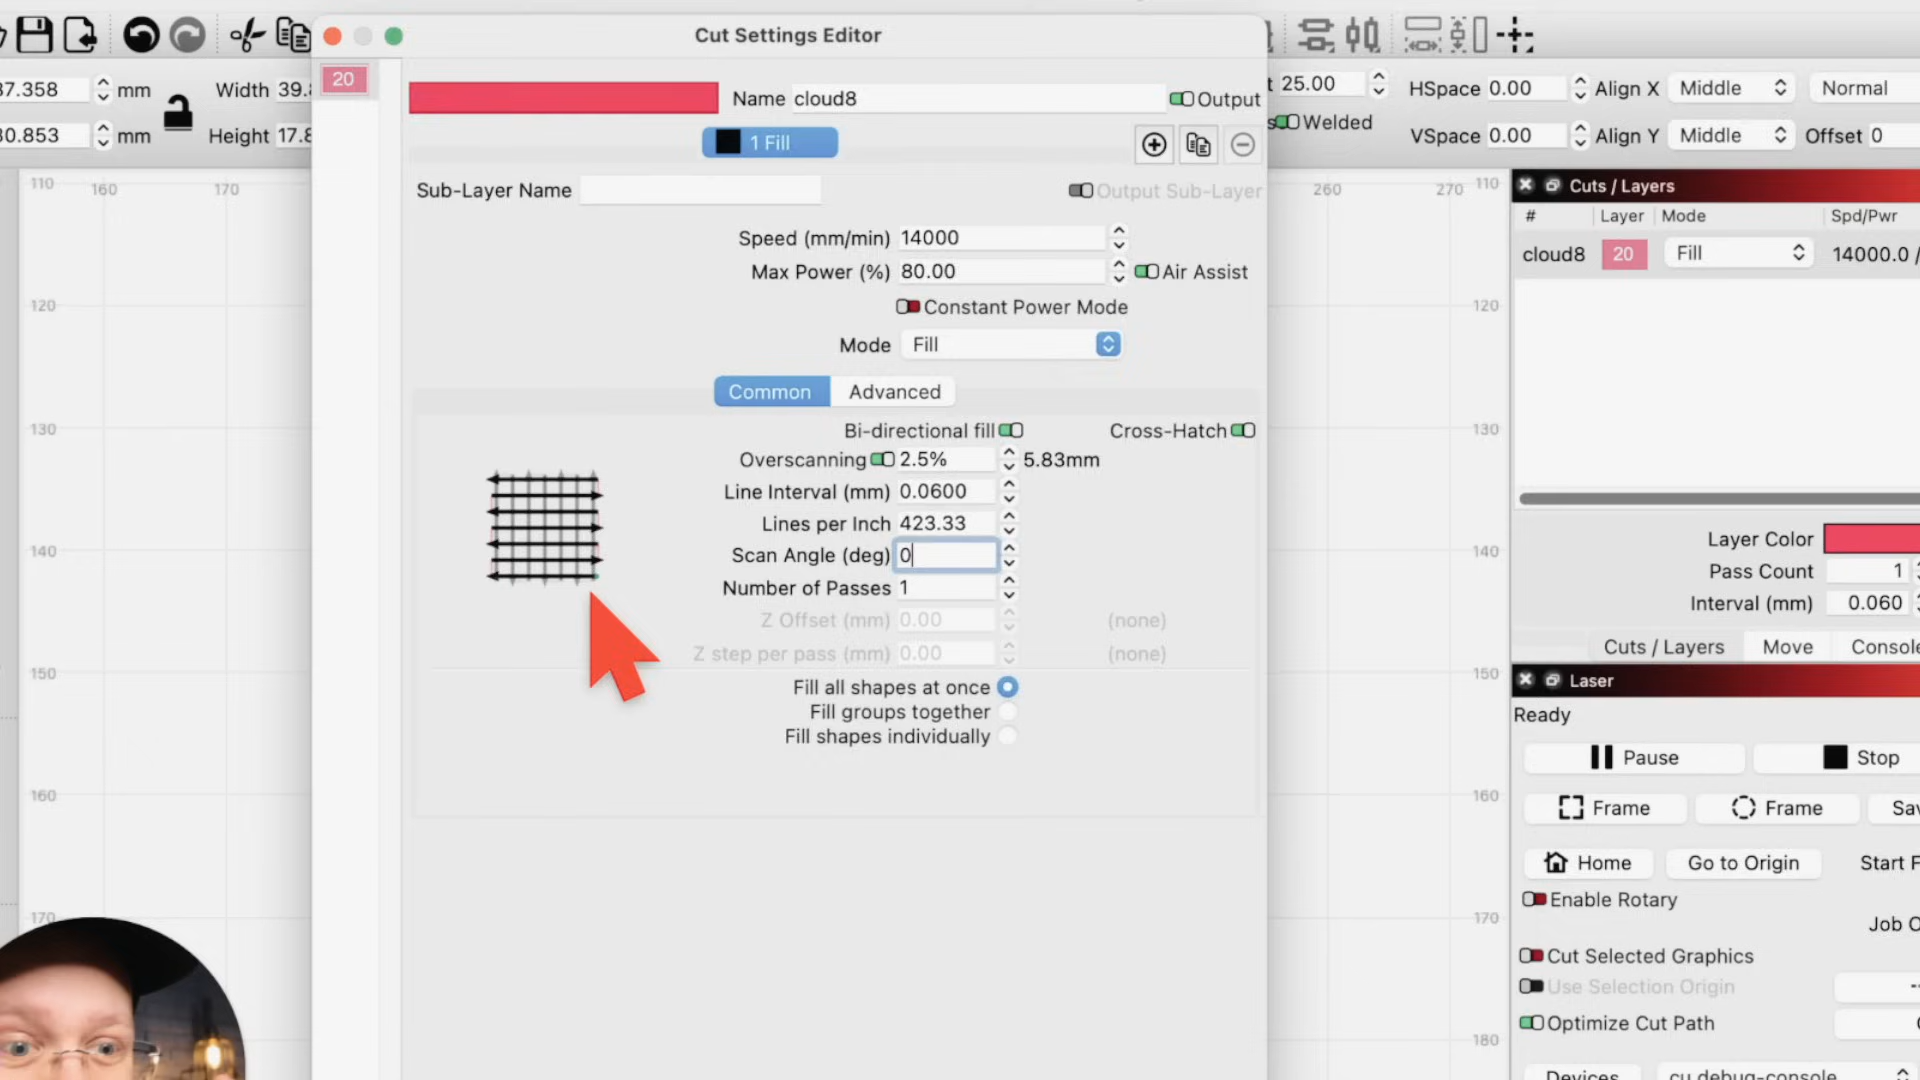 Cut Settings Editor
37.358 mm Width 39.8
30.853 mm Height 17.8
20
Name cloud8 Output
1 Fill
Sub-Layer Name Output Sub-Layer
Speed (mm/min) 14000
Max Power (%) 80.00 Air Assist
Constant Power Mode
Mode Fill
Common Advanced
Bi-directional fill Cross-Hatch
Overscanning 2.5% 5.83mm
Line Interval (mm) 0.0600
Lines per Inch 423.33
Scan Angle (deg) 0
Number of Passes 1
Z Offset (mm) 0.00 (none)
Z step per pass (mm) 0.00 (none)
Fill all shapes at once
Fill groups together
Fill shapes individually
25.00 HSpace 0.00 Align X Middle Normal
Welded VSpace 0.00 Align Y Middle Offset 0
110 160 170 260 270 110
120 120
130 130
140 140
150 150
160 160
170 170
180
Cuts / Layers
# Layer Mode Spd/Pwr
cloud8 20 Fill 14000.0 /
Layer Color
Pass Count 1
Interval (mm) 0.060
Cuts / Layers Move Console
Laser
Ready
Pause Stop
Frame Frame Sav
Home Go to Origin Start F
Enable Rotary
Job O
Cut Selected Graphics
Use Selection Origin --
Optimize Cut Path
Devices cu.debug-console